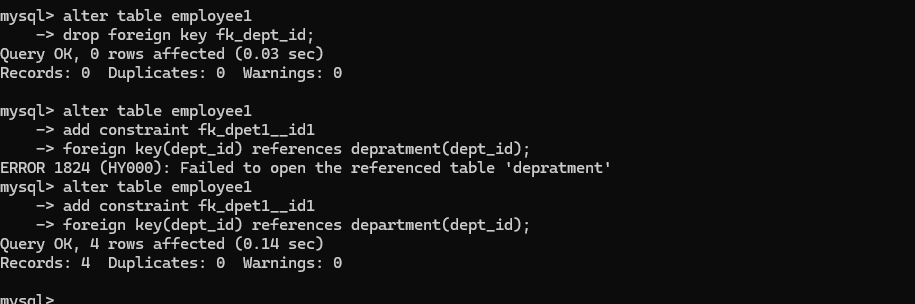 mysql> alter table employee1
    -> drop foreign key fk_dept_id;
Query OK, 0 rows affected (0.03 sec)
Records: 0  Duplicates: 0  Warnings: 0

mysql> alter table employee1
    -> add constraint fk_dpet1__id1
    -> foreign key(dept_id) references depratment(dept_id);
ERROR 1824 (HY000): Failed to open the referenced table 'depratment'
mysql> alter table employee1
    -> add constraint fk_dpet1__id1
    -> foreign key(dept_id) references department(dept_id);
Query OK, 4 rows affected (0.14 sec)
Records: 4  Duplicates: 0  Warnings: 0

mysql>